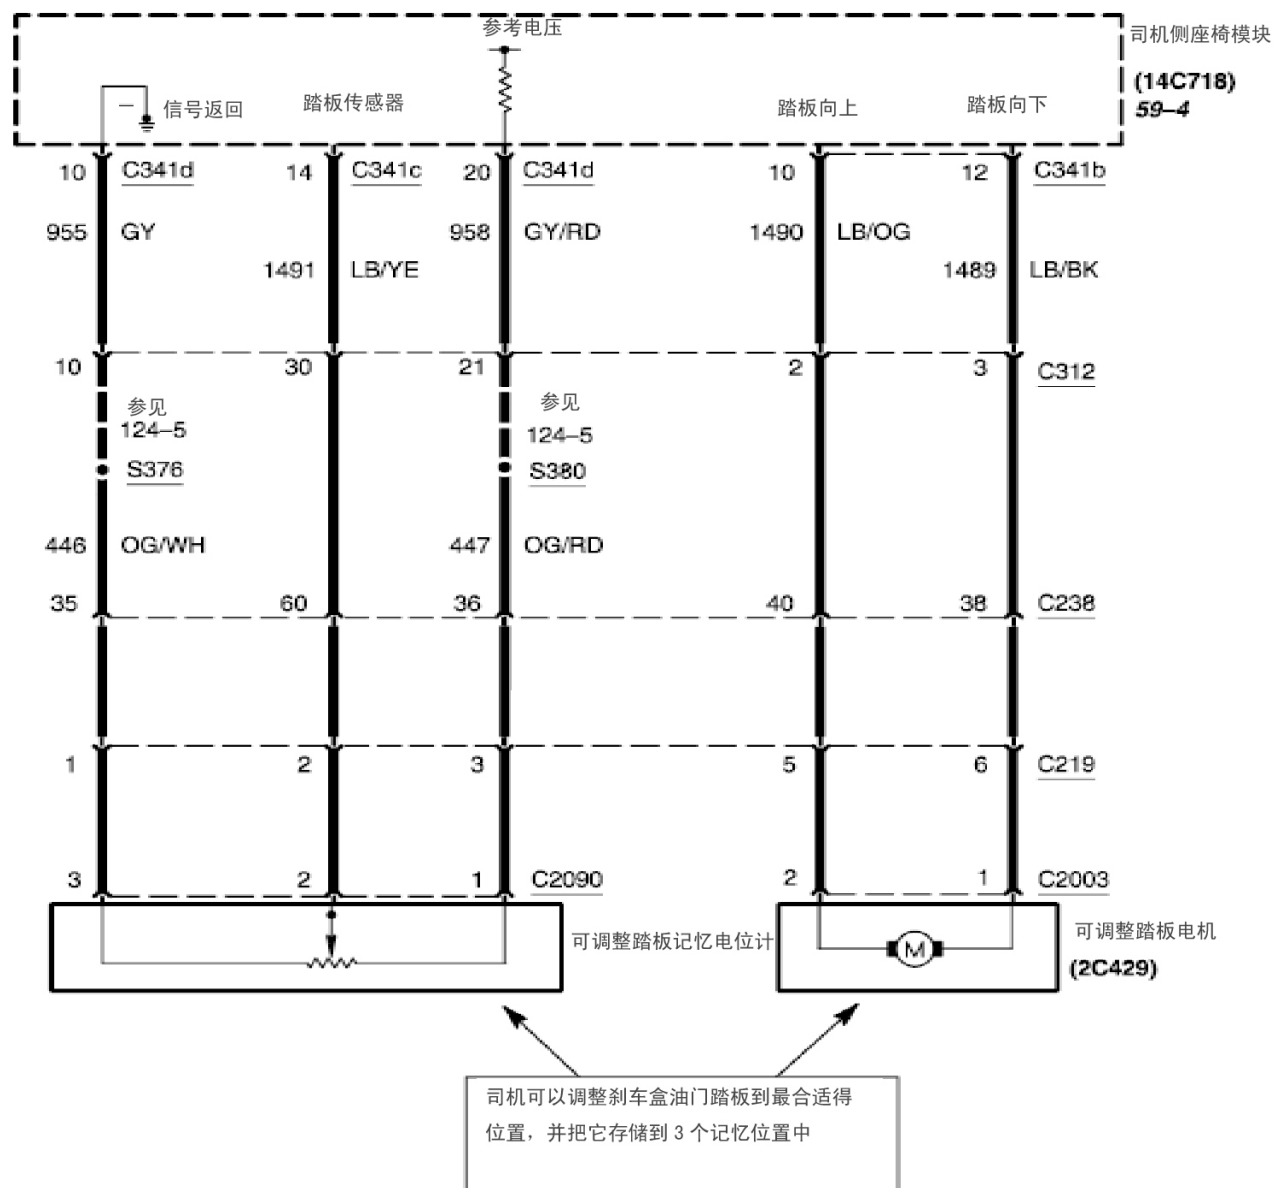 参考电压
司机侧座椅模块
(14C718)
59–4
信号返回
踏板传感器
踏板向上
踏板向下
10 C341d 14 C341c 20 C341d 10 12 C341b
955 GY 958 GY/RD 1490 LB/OG
1491 LB/YE 1489 LB/BK
10 30 21 2 3 C312
参见
124–5
S376
参见
124–5
S380
446 OG/WH 447 OG/RD
35 60 36 40 38 C238
1 2 3 5 6 C219
3 2 1 C2090 2 1 C2003
可调整踏板记忆电位计
M
可调整踏板电机
(2C429)
司机可以调整刹车盒油门踏板到最合适得
位置，并把它存储到 3 个记忆位置中